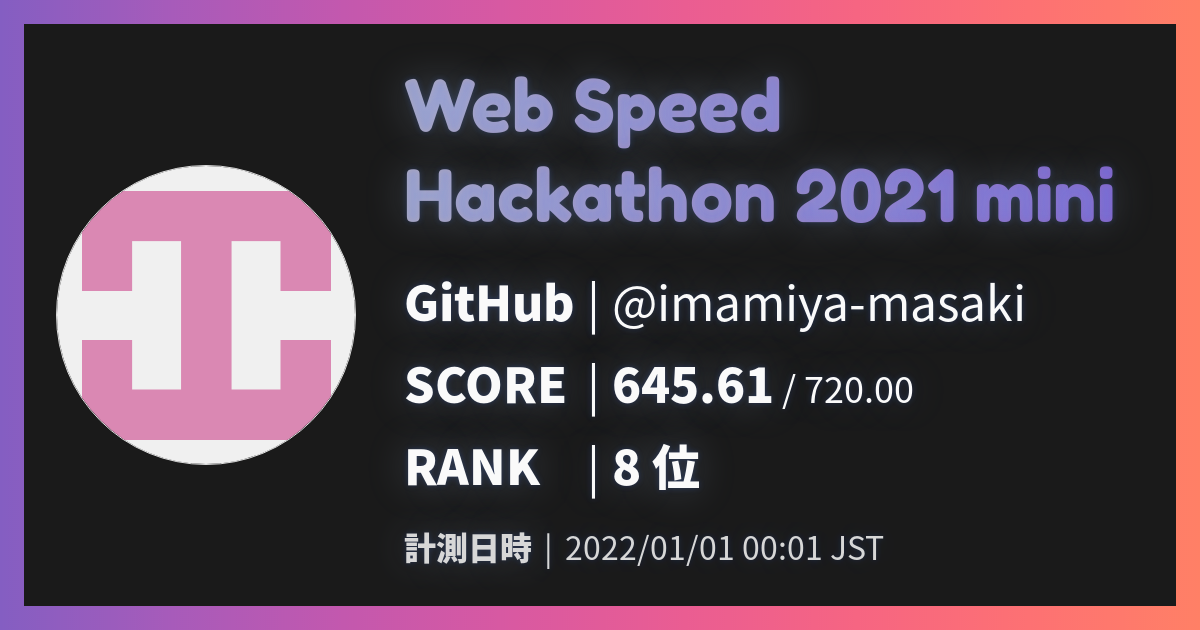 Web Speed
Hackathon 2021 mini
GitHub | @imamiya-masaki
SCORE | 645.61 / 720.00
RANK | 8 位
計測日時 | 2022/01/01 00:01 JST